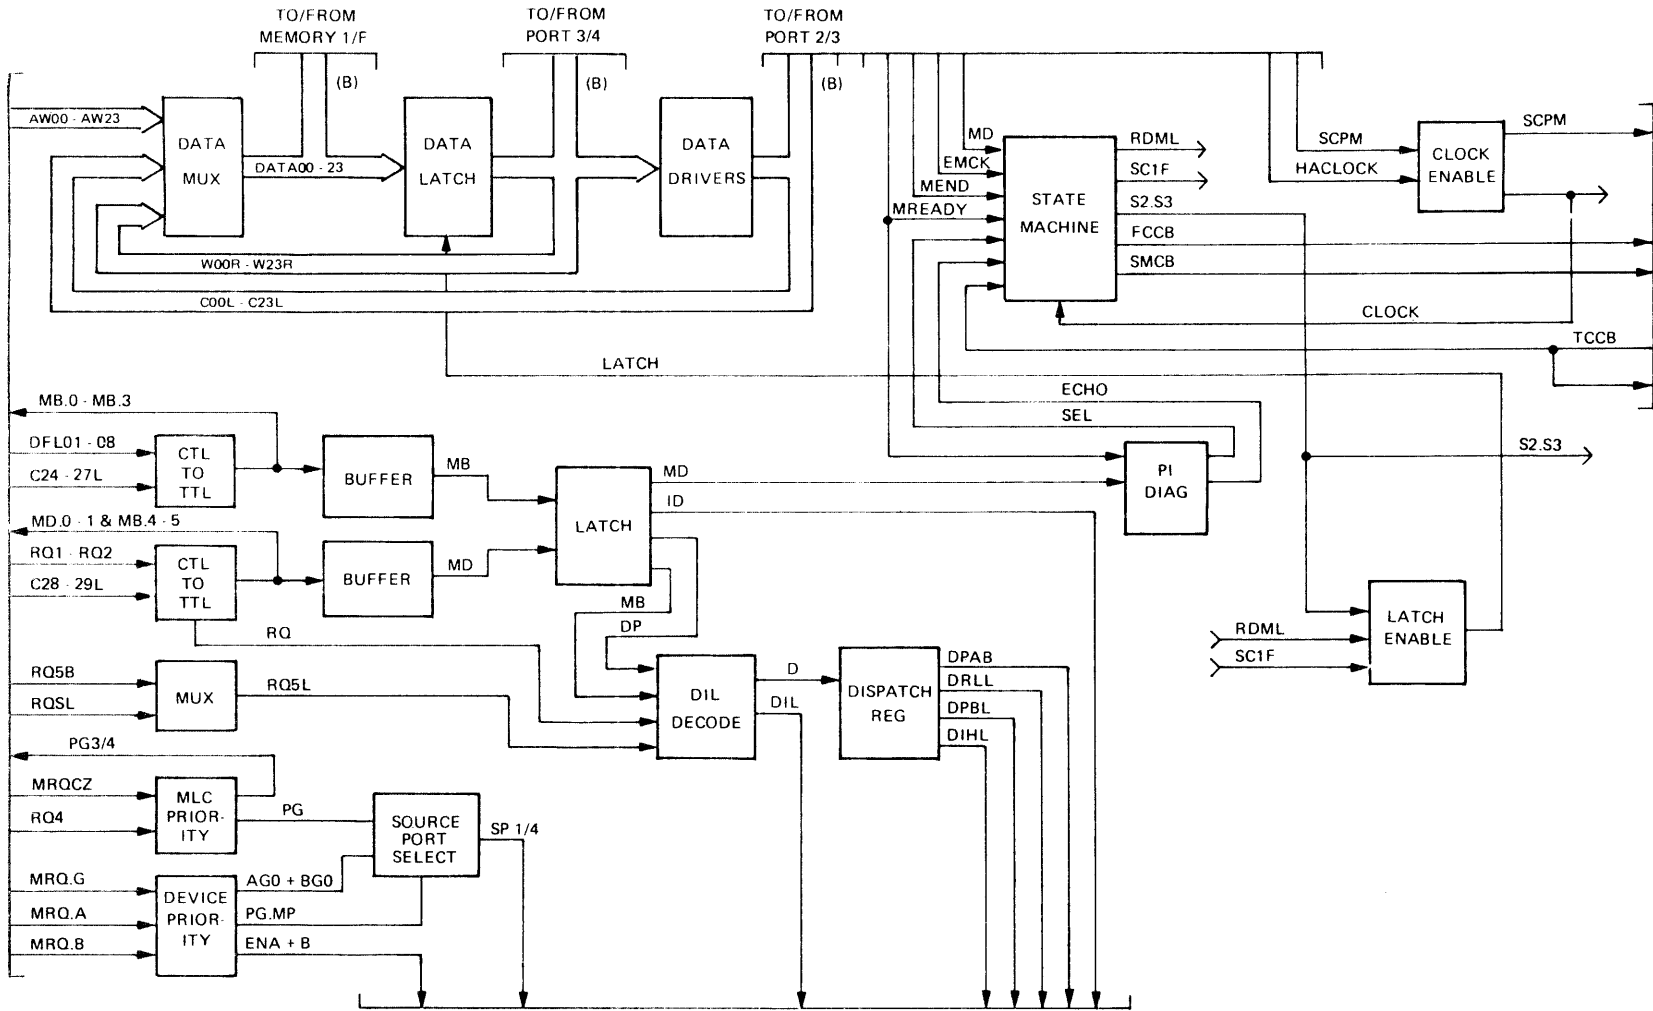 TO/FROM
MEMORY 1/F
(B)
TO/FROM
PORT 3/4
(B)
TO/FROM
PORT 2/3
(B)
AW00 - AW23
DATA
MUX
DATA00 - 23
DATA
LATCH
DATA
DRIVERS
W00R - W23R
C00L - C23L
LATCH
MD
EMCK
MEND
MREADY
STATE
MACHINE
RDML
SC1F
S2.S3
FCCB
SMCB
SCPM
HACLOCK
CLOCK
ENABLE
SCPM
CLOCK
TCCB
ECHO
SEL
S2.S3
MB.0 - MB.3
DFL01 - 08
C24 - 27L
CTL
TO
TTL
BUFFER
MB
MD.0 - 1 & MB.4 - 5
RQ1 - RQ2
C28 - 29L
CTL
TO
TTL
BUFFER
MD
LATCH
MD
ID
PI
DIAG
MB
DP
RQ
RQ5B
RQSL
MUX
RQ5L
DIL
DECODE
D
DIL
DISPATCH
REG
DPAB
DRLL
DPBL
DIHL
RDML
SC1F
LATCH
ENABLE
PG3/4
MRQCZ
RQ4
MLC
PRIOR-
ITY
PG
SOURCE
PORT
SELECT
SP 1/4
MRQ.G
MRQ.A
MRQ.B
DEVICE
PRIOR-
ITY
AG0 + BG0
PG.MP
ENA + B